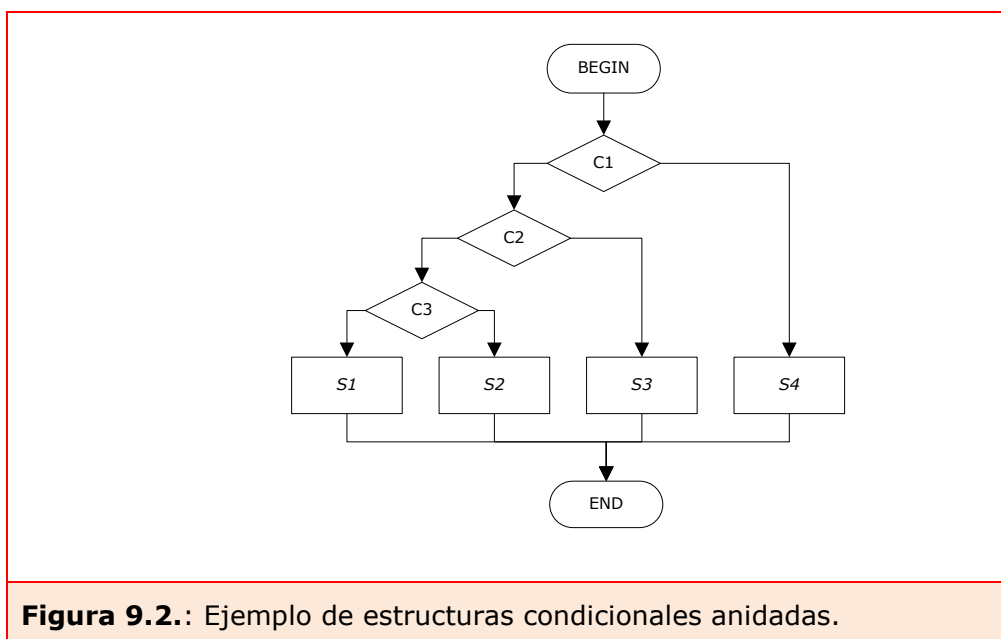 BEGIN
C1
C2
C3
S1
S2
S3
S4
END
Figura 9.2.: Ejemplo de estructuras condicionales anidadas.